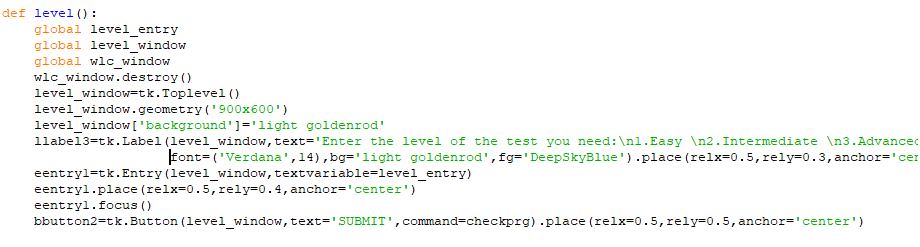 def level():
    global level_entry
    global level_window
    global wlc_window
    wlc_window.destroy()
    level_window=tk.Toplevel()
    level_window.geometry('900x600')
    level_window['background']='light goldenrod'
    llabel3=tk.Label(level_window,text='Enter the level of the test you need:\n1.Easy \n2.Intermediate \n3.Advanced
                     font=('Verdana',14),bg='light goldenrod',fg='DeepSkyBlue').place(relx=0.5,rely=0.3,anchor='cen
    eentry1=tk.Entry(level_window,textvariable=level_entry)
    eentry1.place(relx=0.5,rely=0.4,anchor='center')
    eentry1.focus()
    bbutton2=tk.Button(level_window,text='SUBMIT',command=checkprg).place(relx=0.5,rely=0.5,anchor='center')